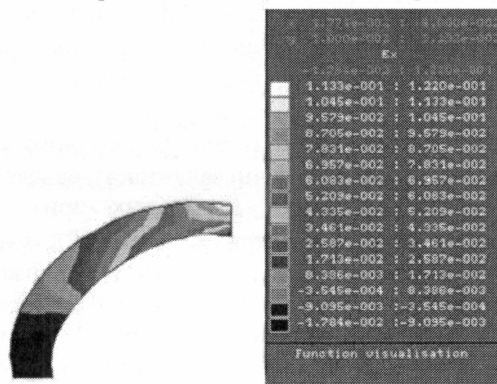 Ex
1.133e-001 : 1.220e-001
1.045e-001 : 1.133e-001
9.579e-002 : 1.045e-001
8.705e-002 : 9.579e-002
7.831e-002 : 8.705e-002
6.957e-002 : 7.831e-002
6.083e-002 : 6.957e-002
5.209e-002 : 6.083e-002
4.335e-002 : 5.209e-002
3.461e-002 : 4.335e-002
2.587e-002 : 3.461e-002
1.713e-002 : 2.587e-002
8.386e-003 : 1.713e-002
-3.545e-004 : 8.386e-003
-9.095e-003 :-3.545e-004
-1.784e-002 :-9.095e-003
Function visualisation